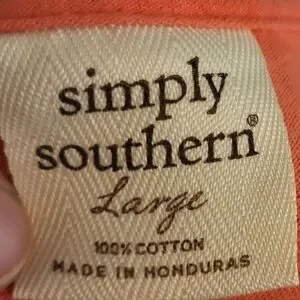 simply
southern®
Large
100% COTTON
MADE IN HONDURAS